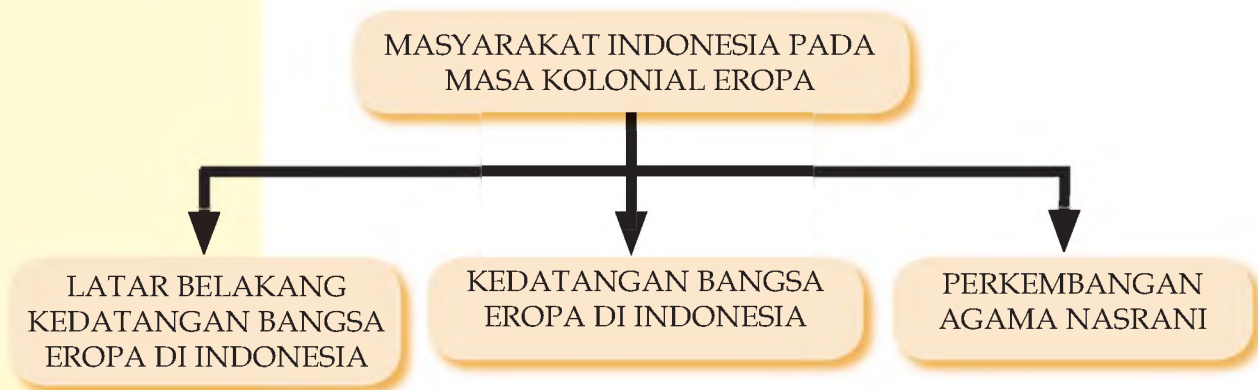 MASYARAKAT INDONESIA PADA
MASA KOLONIAL EROPA
LATAR BELAKANG
KEDATANGAN BANGSA
EROPA DI INDONESIA
KEDATANGAN BANGSA
EROPA DI INDONESIA
PERKEMBANGAN
AGAMA NASRANI